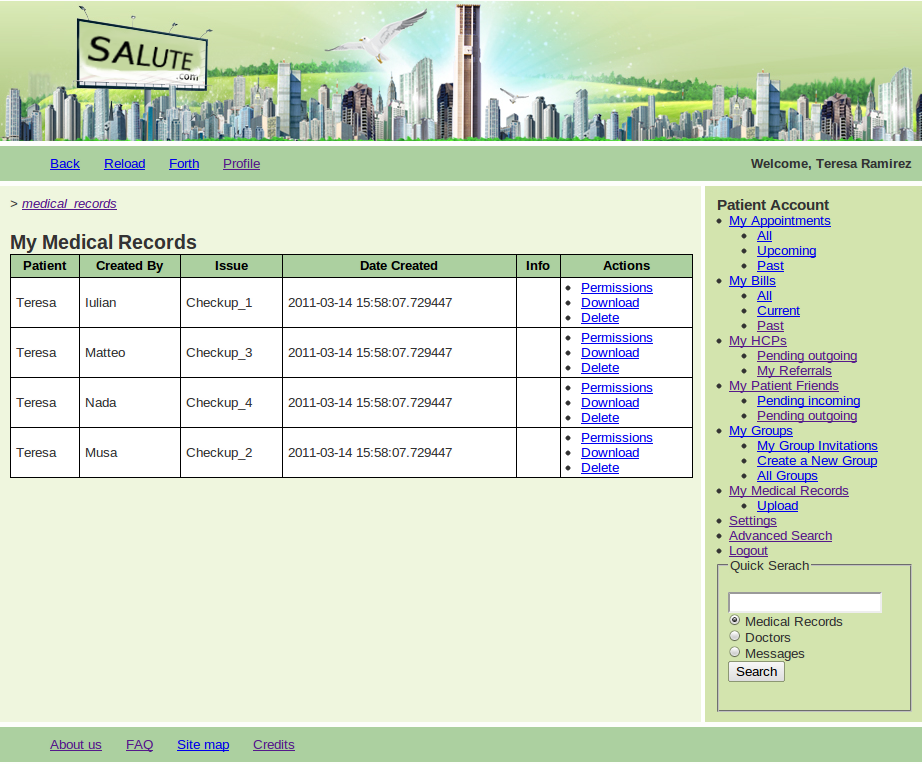 SALUTE
.com
Back Reload Forth Profile Welcome, Teresa Ramirez
> medical_records
My Medical Records
Patient Created By Issue Date Created Info Actions
Teresa Iulian Checkup_1 2011-03-14 15:58:07.729447
Permissions
Download
Delete
Teresa Matteo Checkup_3 2011-03-14 15:58:07.729447
Permissions
Download
Delete
Teresa Nada Checkup_4 2011-03-14 15:58:07.729447
Permissions
Download
Delete
Teresa Musa Checkup_2 2011-03-14 15:58:07.729447
Permissions
Download
Delete
Patient Account
My Appointments
All
Upcoming
Past
My Bills
All
Current
Past
My HCPs
Pending outgoing
My Referrals
My Patient Friends
Pending incoming
Pending outgoing
My Groups
My Group Invitations
Create a New Group
All Groups
My Medical Records
Upload
Settings
Advanced Search
Logout
Quick Serach
Medical Records
Doctors
Messages
Search
About us FAQ Site map Credits